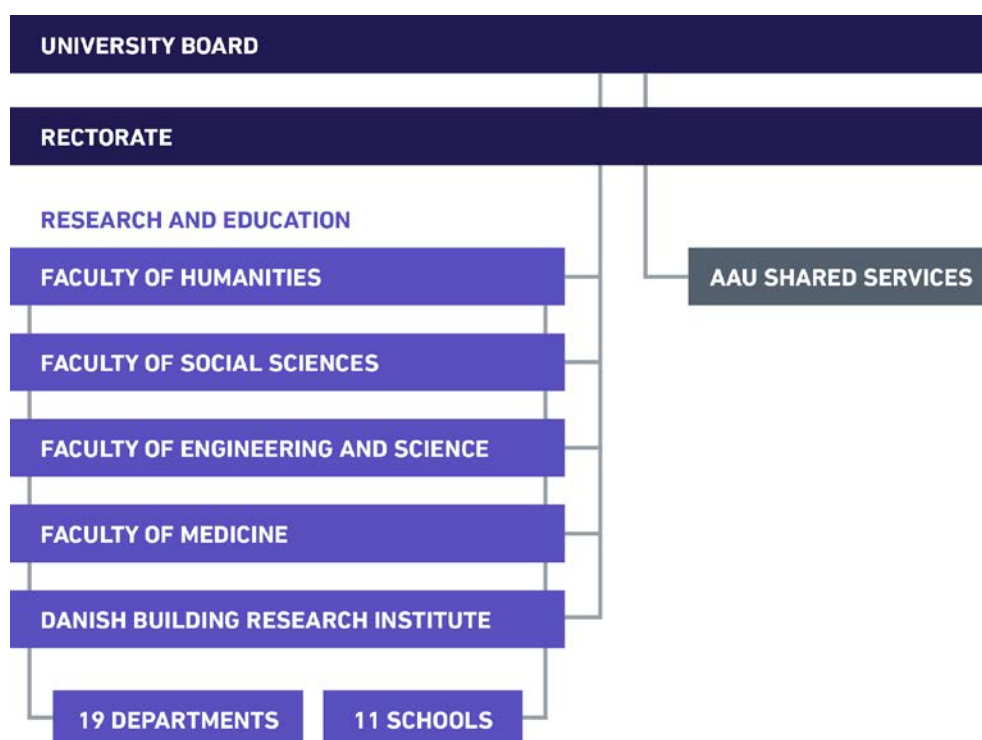 UNIVERSITY BOARD
RECTORATE
RESEARCH AND EDUCATION
FACULTY OF HUMANITIES
AAU SHARED SERVICES
FACULTY OF SOCIAL SCIENCES
FACULTY OF ENGINEERING AND SCIENCE
FACULTY OF MEDICINE
DANISH BUILDING RESEARCH INSTITUTE
19 DEPARTMENTS
11 SCHOOLS